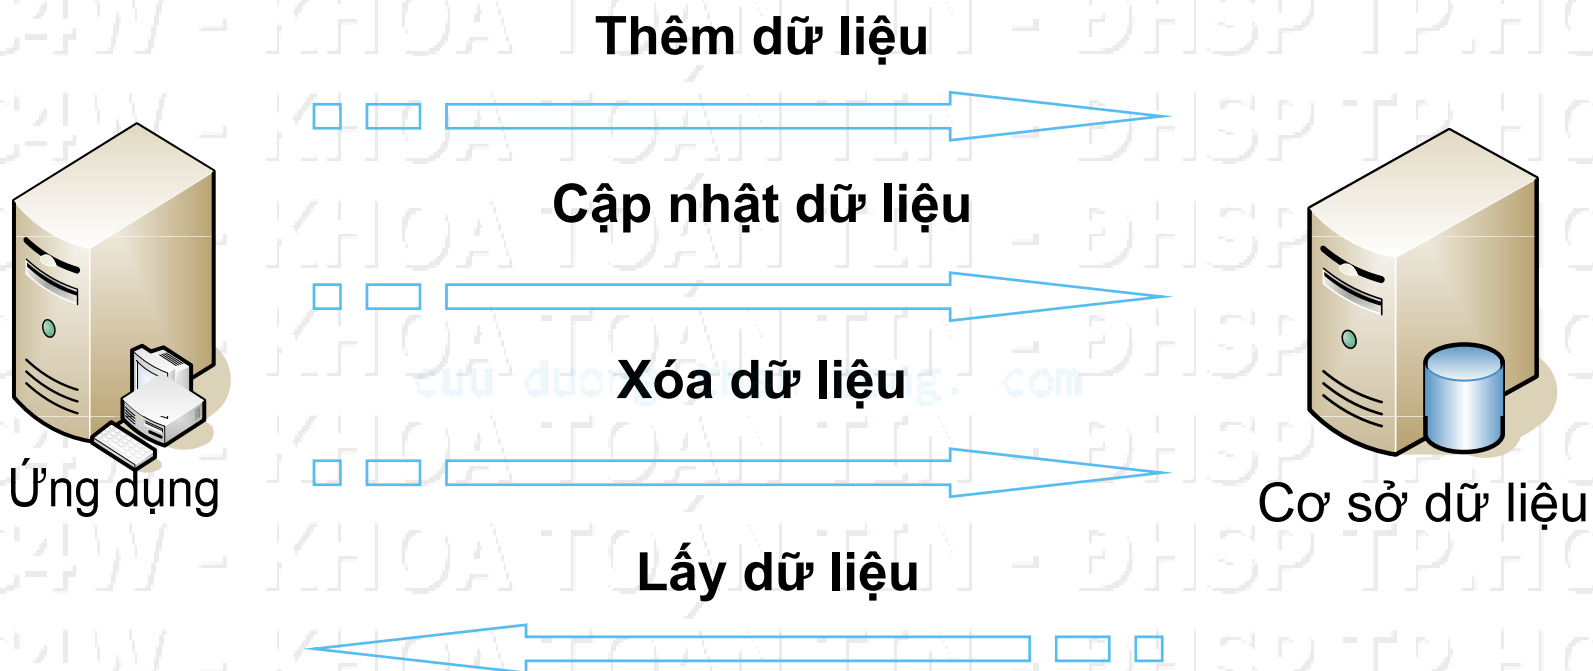 Thêm dữ liệu
Cập nhật dữ liệu
Xóa dữ liệu
Ứng dụng
Cơ sở dữ liệu
Lấy dữ liệu